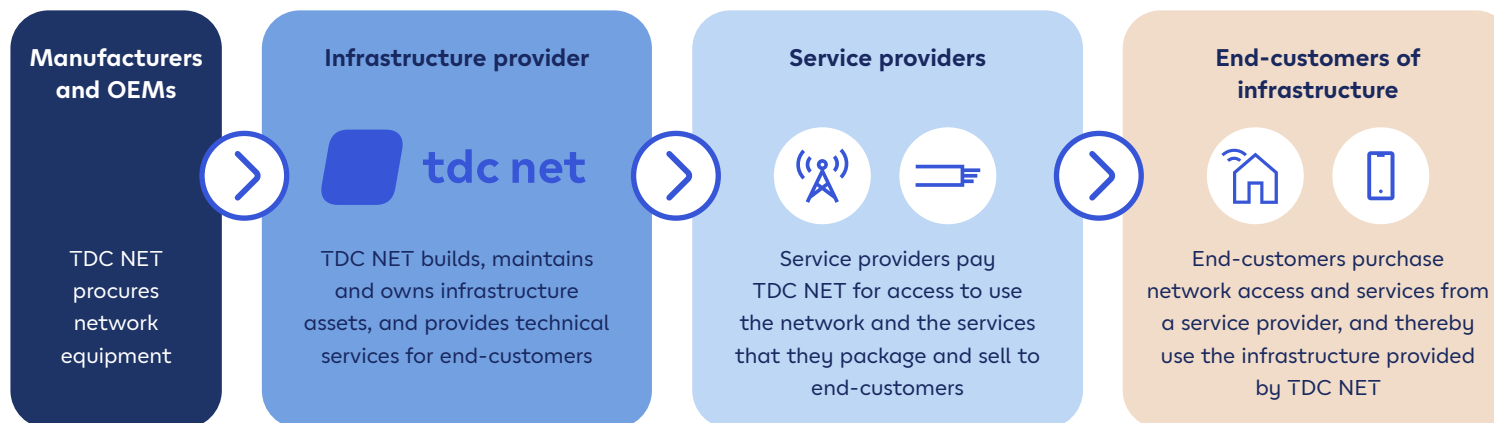 Manufacturers
and OEMs
TDC NET
procures
network
equipment
Infrastructure provider
tdc net
TDC NET builds, maintains
and owns infrastructure
assets, and provides technical
services for end-customers
Service providers
Service providers pay
TDC NET for access to use
the network and the services
that they package and sell to
end-customers
End-customers of
infrastructure
End-customers purchase
network access and services from
a service provider, and thereby
use the infrastructure provided
by TDC NET